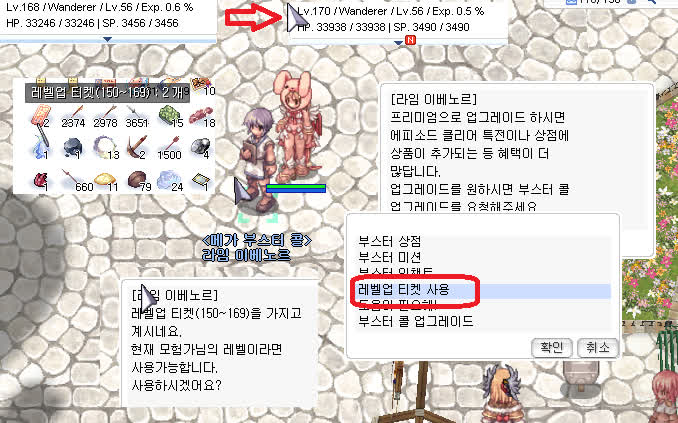 Lv.168 / Wanderer / Lv.56 / Exp. 0.6 %
HP. 33246 / 33246 | SP. 3456 / 3456
Lv.170 / Wanderer / Lv.56 / Exp. 0.5 %
HP. 33938 / 33938 | SP. 3490 / 3490
N
레벨업 티켓(150~169) : 2 개
10
2 2374 2978 3651 15 18
13 2 1500 4
660 11 79 24 1
<메가 부스터 콜>
라임 이베노르
[라임 이베노르]
프리미엄으로 업그레이드 하시면
에피소드 클리어 특전이나 상점에
상품이 추가되는 등 혜택이 더
많답니다.
업그레이드를 원하시면 부스터 콜
업그레이드를 요청해주세요
부스터 상점
부스터 미션
부스터 인챈트
레벨업 티켓 사용
도움이 필요해!
부스터 콜 업그레이드
확인
취소
[라임 이베노르]
레벨업 티켓(150~169)을 가지고
계시네요.
현재 모험가님의 레벨이라면
사용가능합니다.
사용하시겠어요?